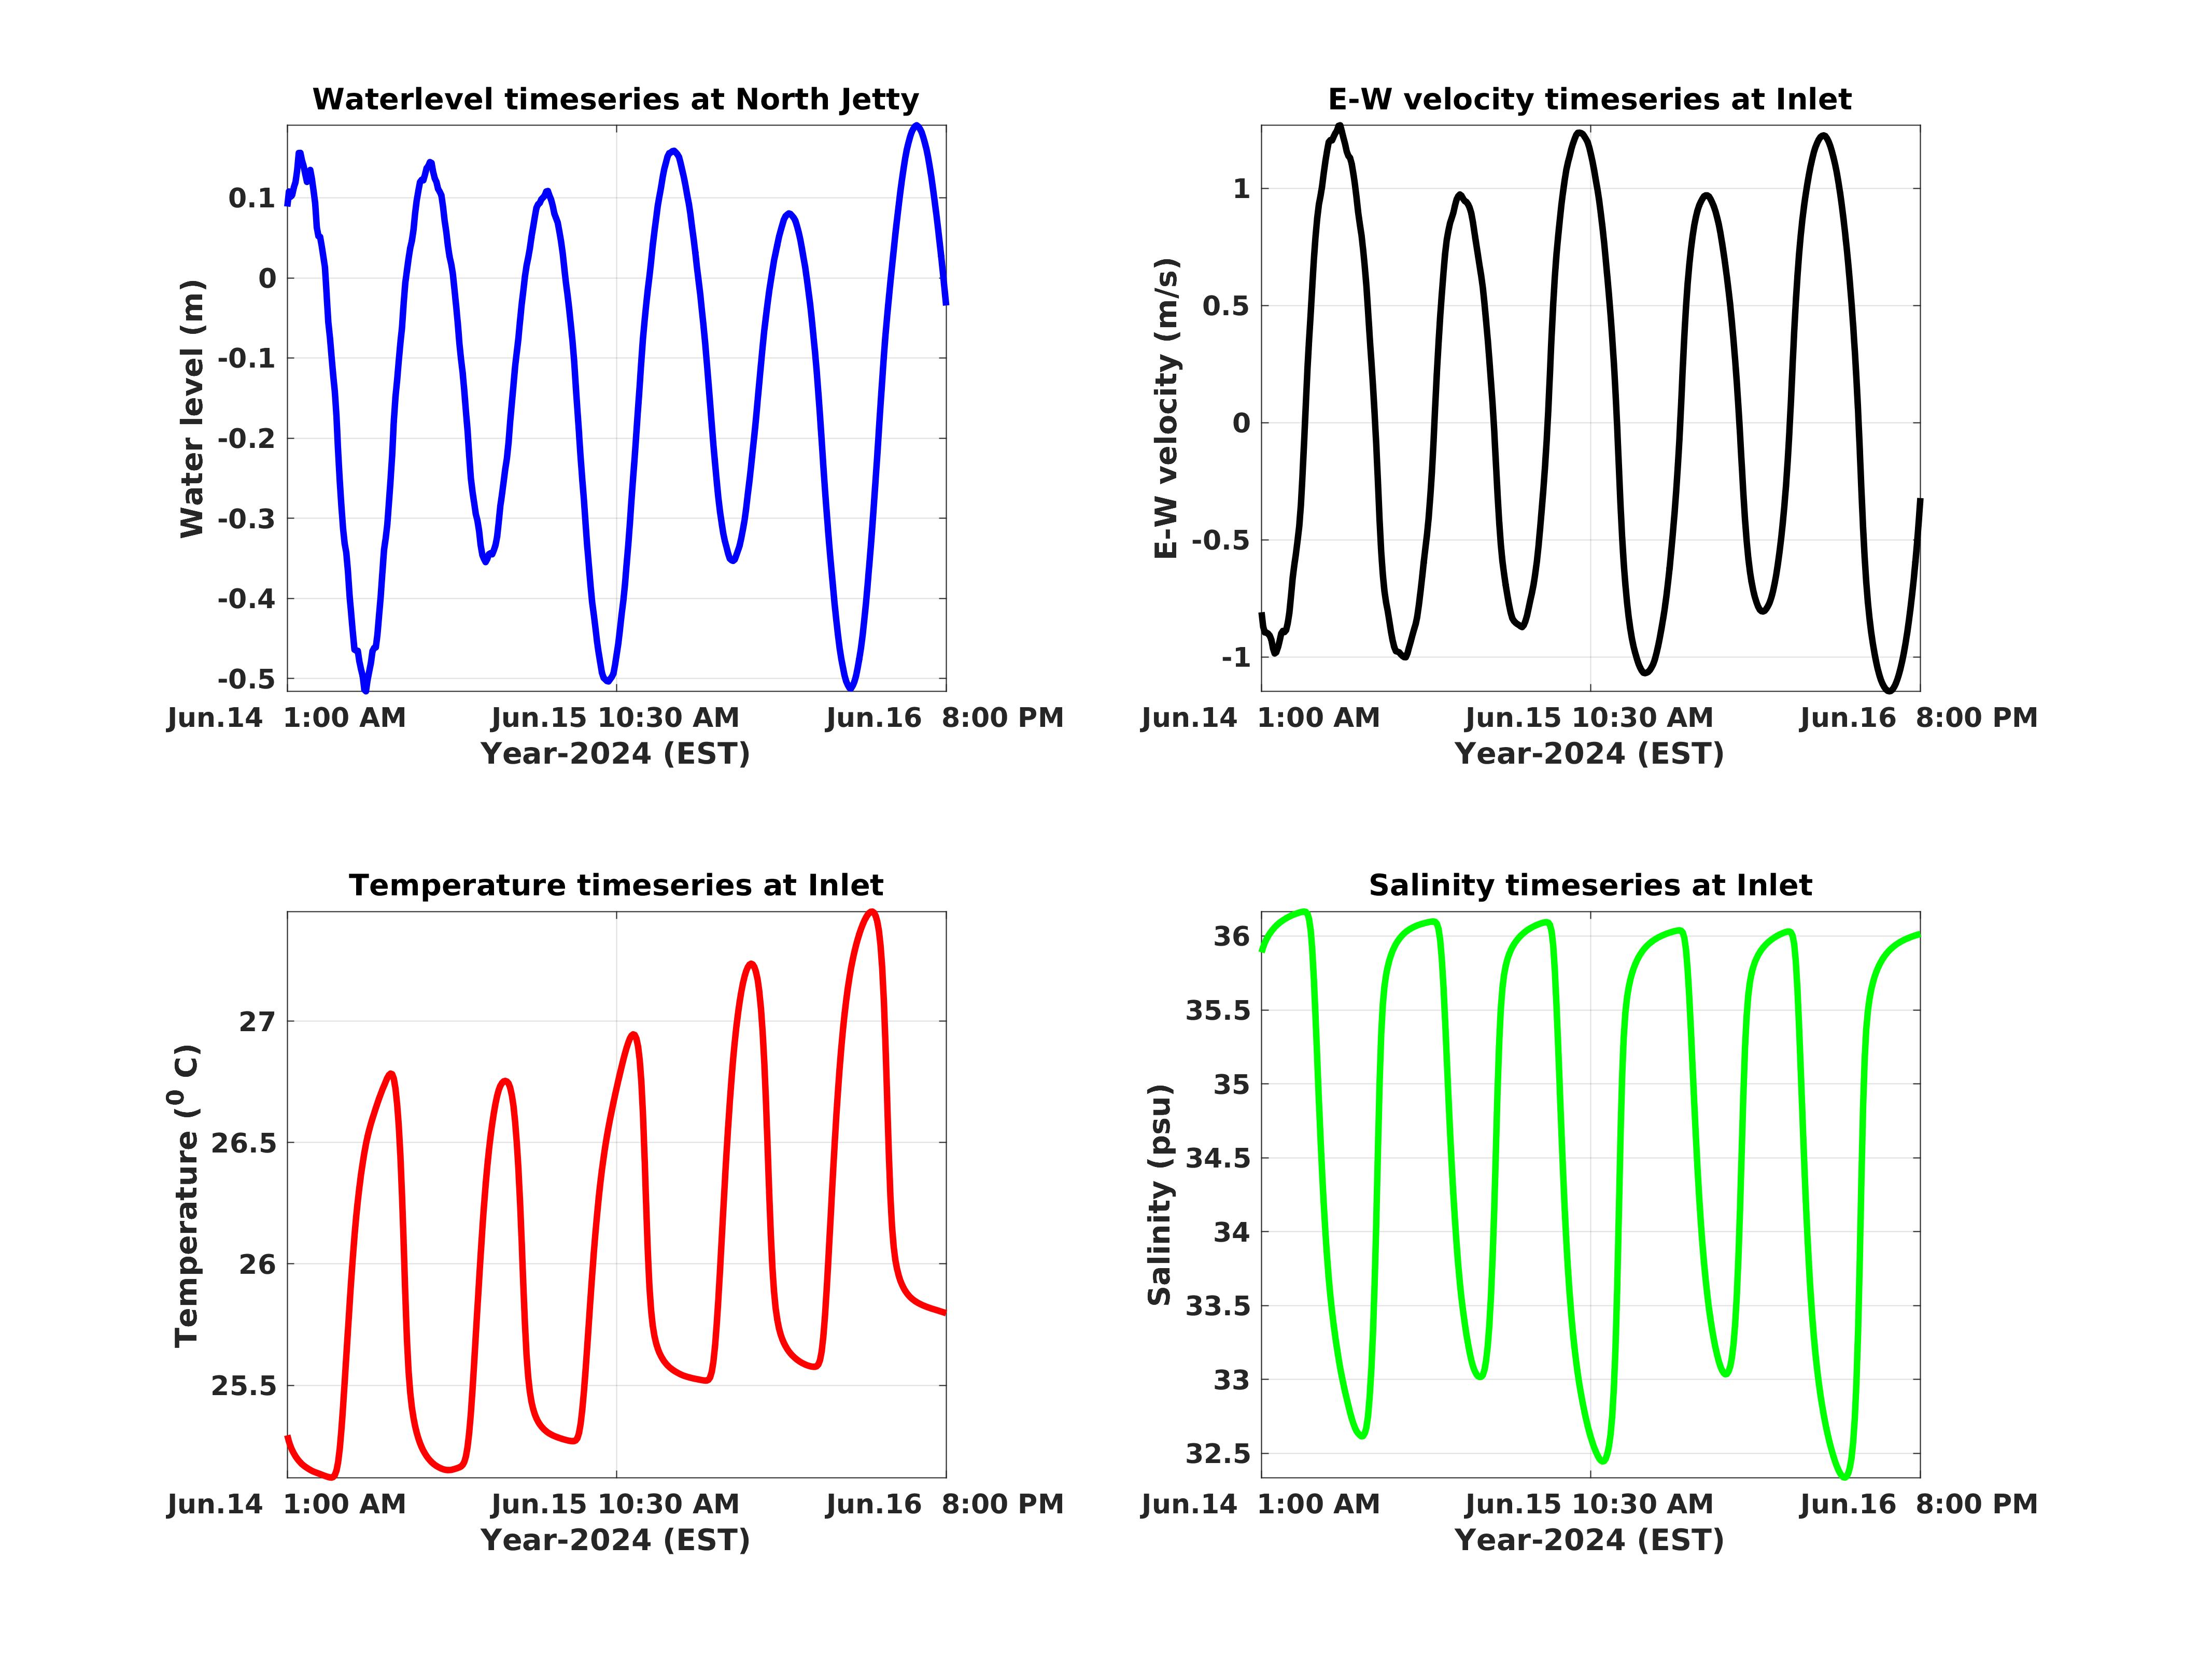 Waterlevel timeseries at North Jetty
Water level (m)
0.1
0
-0.1
-0.2
-0.3
-0.4
-0.5
Jun.14 1:00 AM Jun.15 10:30 AM Jun.16 8:00 PM
Year-2024 (EST)
E-W velocity timeseries at Inlet
E-W velocity (m/s)
1
0.5
0
-0.5
-1
Jun.14 1:00 AM Jun.15 10:30 AM Jun.16 8:00 PM
Year-2024 (EST)
Temperature timeseries at Inlet
Temperature (⁰ C)
27
26.5
26
25.5
Jun.14 1:00 AM Jun.15 10:30 AM Jun.16 8:00 PM
Year-2024 (EST)
Salinity timeseries at Inlet
Salinity (psu)
36
35.5
35
34.5
34
33.5
33
32.5
Jun.14 1:00 AM Jun.15 10:30 AM Jun.16 8:00 PM
Year-2024 (EST)